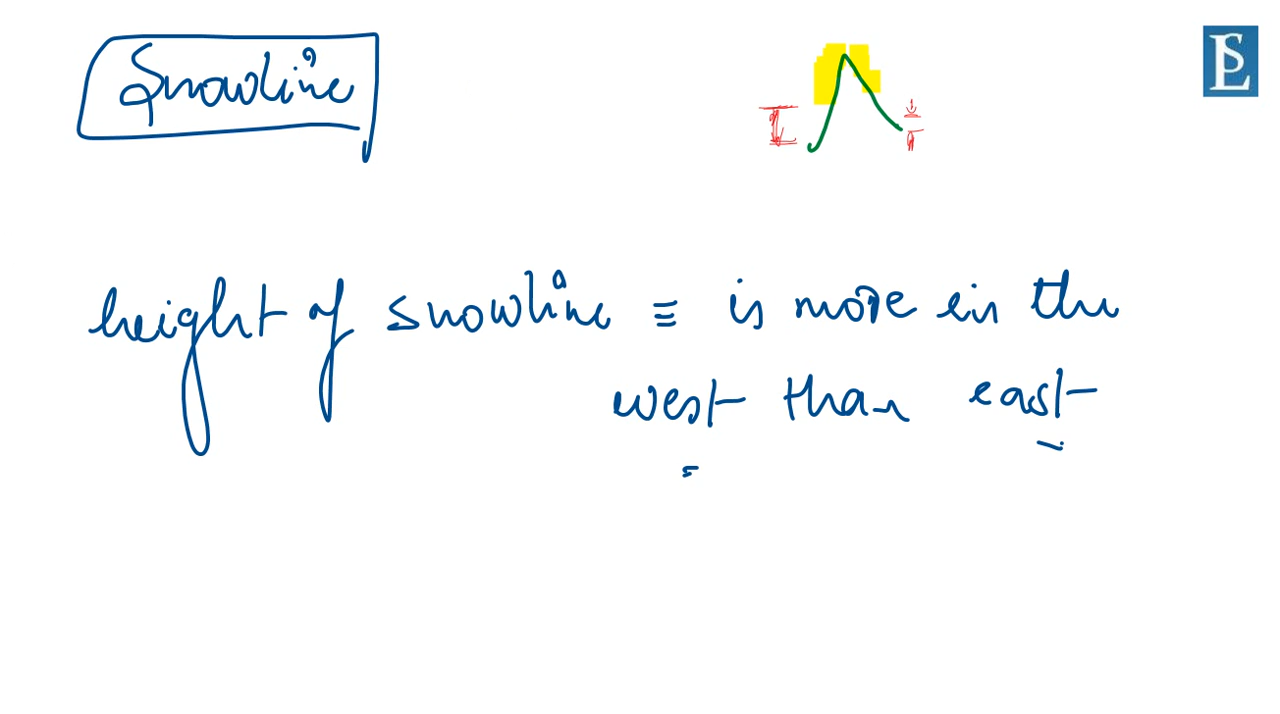 Snowline
height of snowline = is more in the
west than east